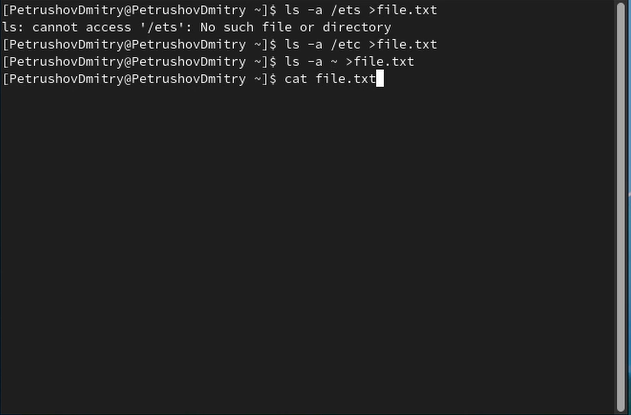 [PetrushovDmitry@PetrushovDmitry ~]$ ls -a /ets >file.txt
ls: cannot access '/ets': No such file or directory
[PetrushovDmitry@PetrushovDmitry ~]$ ls -a /etc >file.txt
[PetrushovDmitry@PetrushovDmitry ~]$ ls -a ~ >file.txt
[PetrushovDmitry@PetrushovDmitry ~]$ cat file.txt